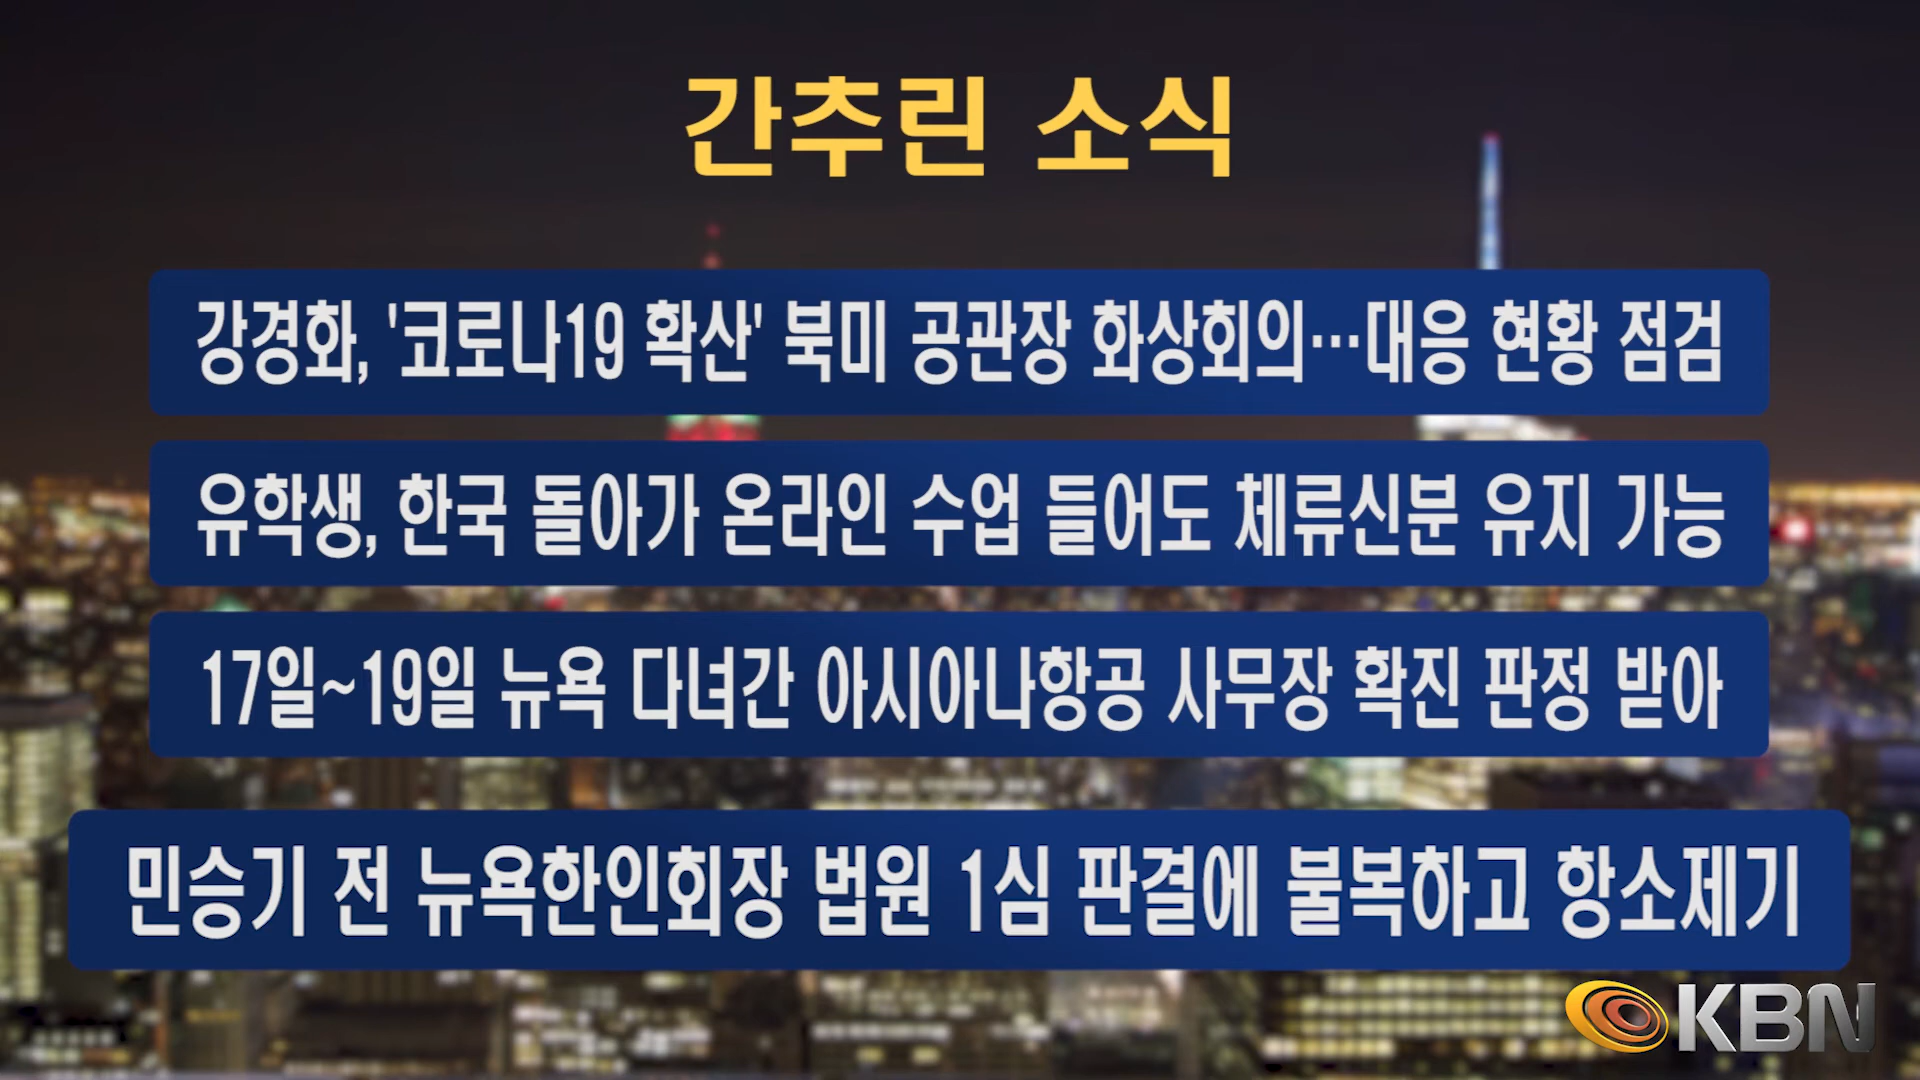 간추린 소식
강경화, '코로나19 확산' 북미 공관장 화상회의…대응 현황 점검
유학생, 한국 돌아가 온라인 수업 들어도 체류신분 유지 가능
17일~19일 뉴욕 다녀간 아시아나항공 사무장 확진 판정 받아
민승기 전 뉴욕한인회장 법원 1심 판결에 불복하고 항소제기
KBN